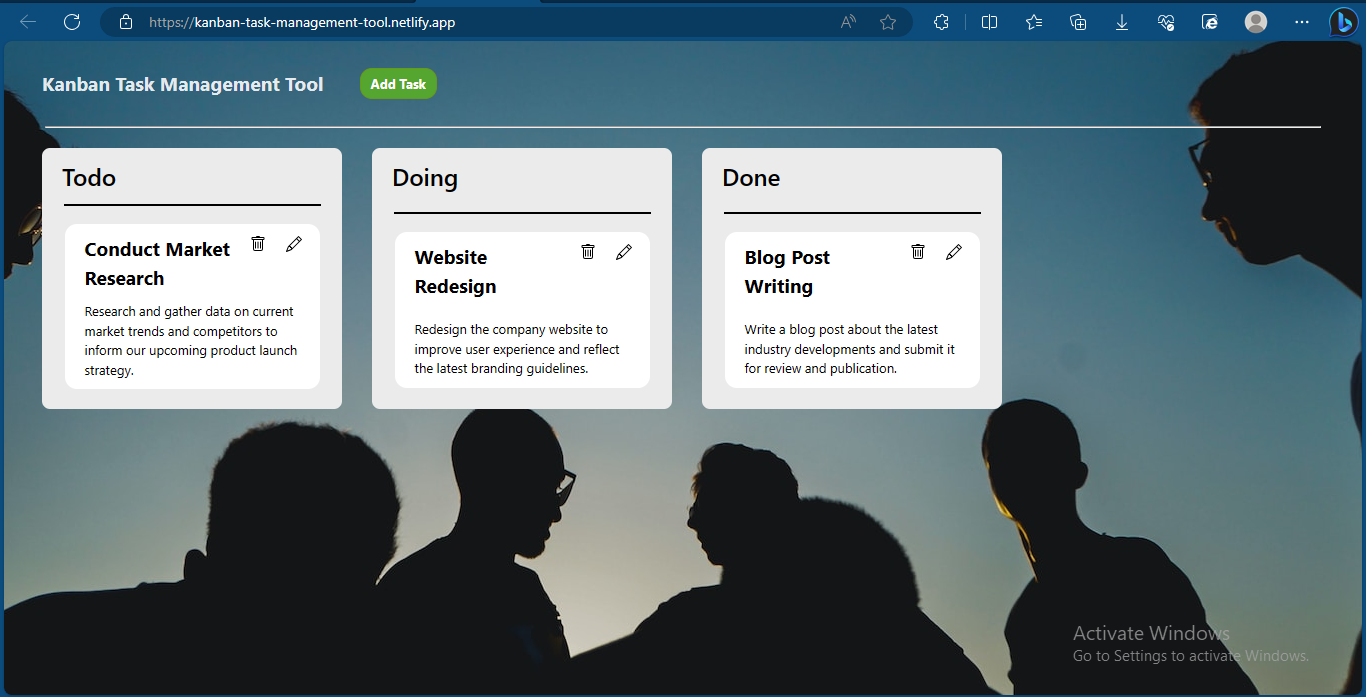 https://kanban-task-management-tool.netlify.app
Kanban Task Management Tool
Add Task
Todo
Conduct Market
Research
Research and gather data on current
market trends and competitors to
inform our upcoming product launch
strategy.
Doing
Website
Redesign
Redesign the company website to
improve user experience and reflect
the latest branding guidelines.
Done
Blog Post
Writing
Write a blog post about the latest
industry developments and submit it
for review and publication.
Activate Windows
Go to Settings to activate Windows.